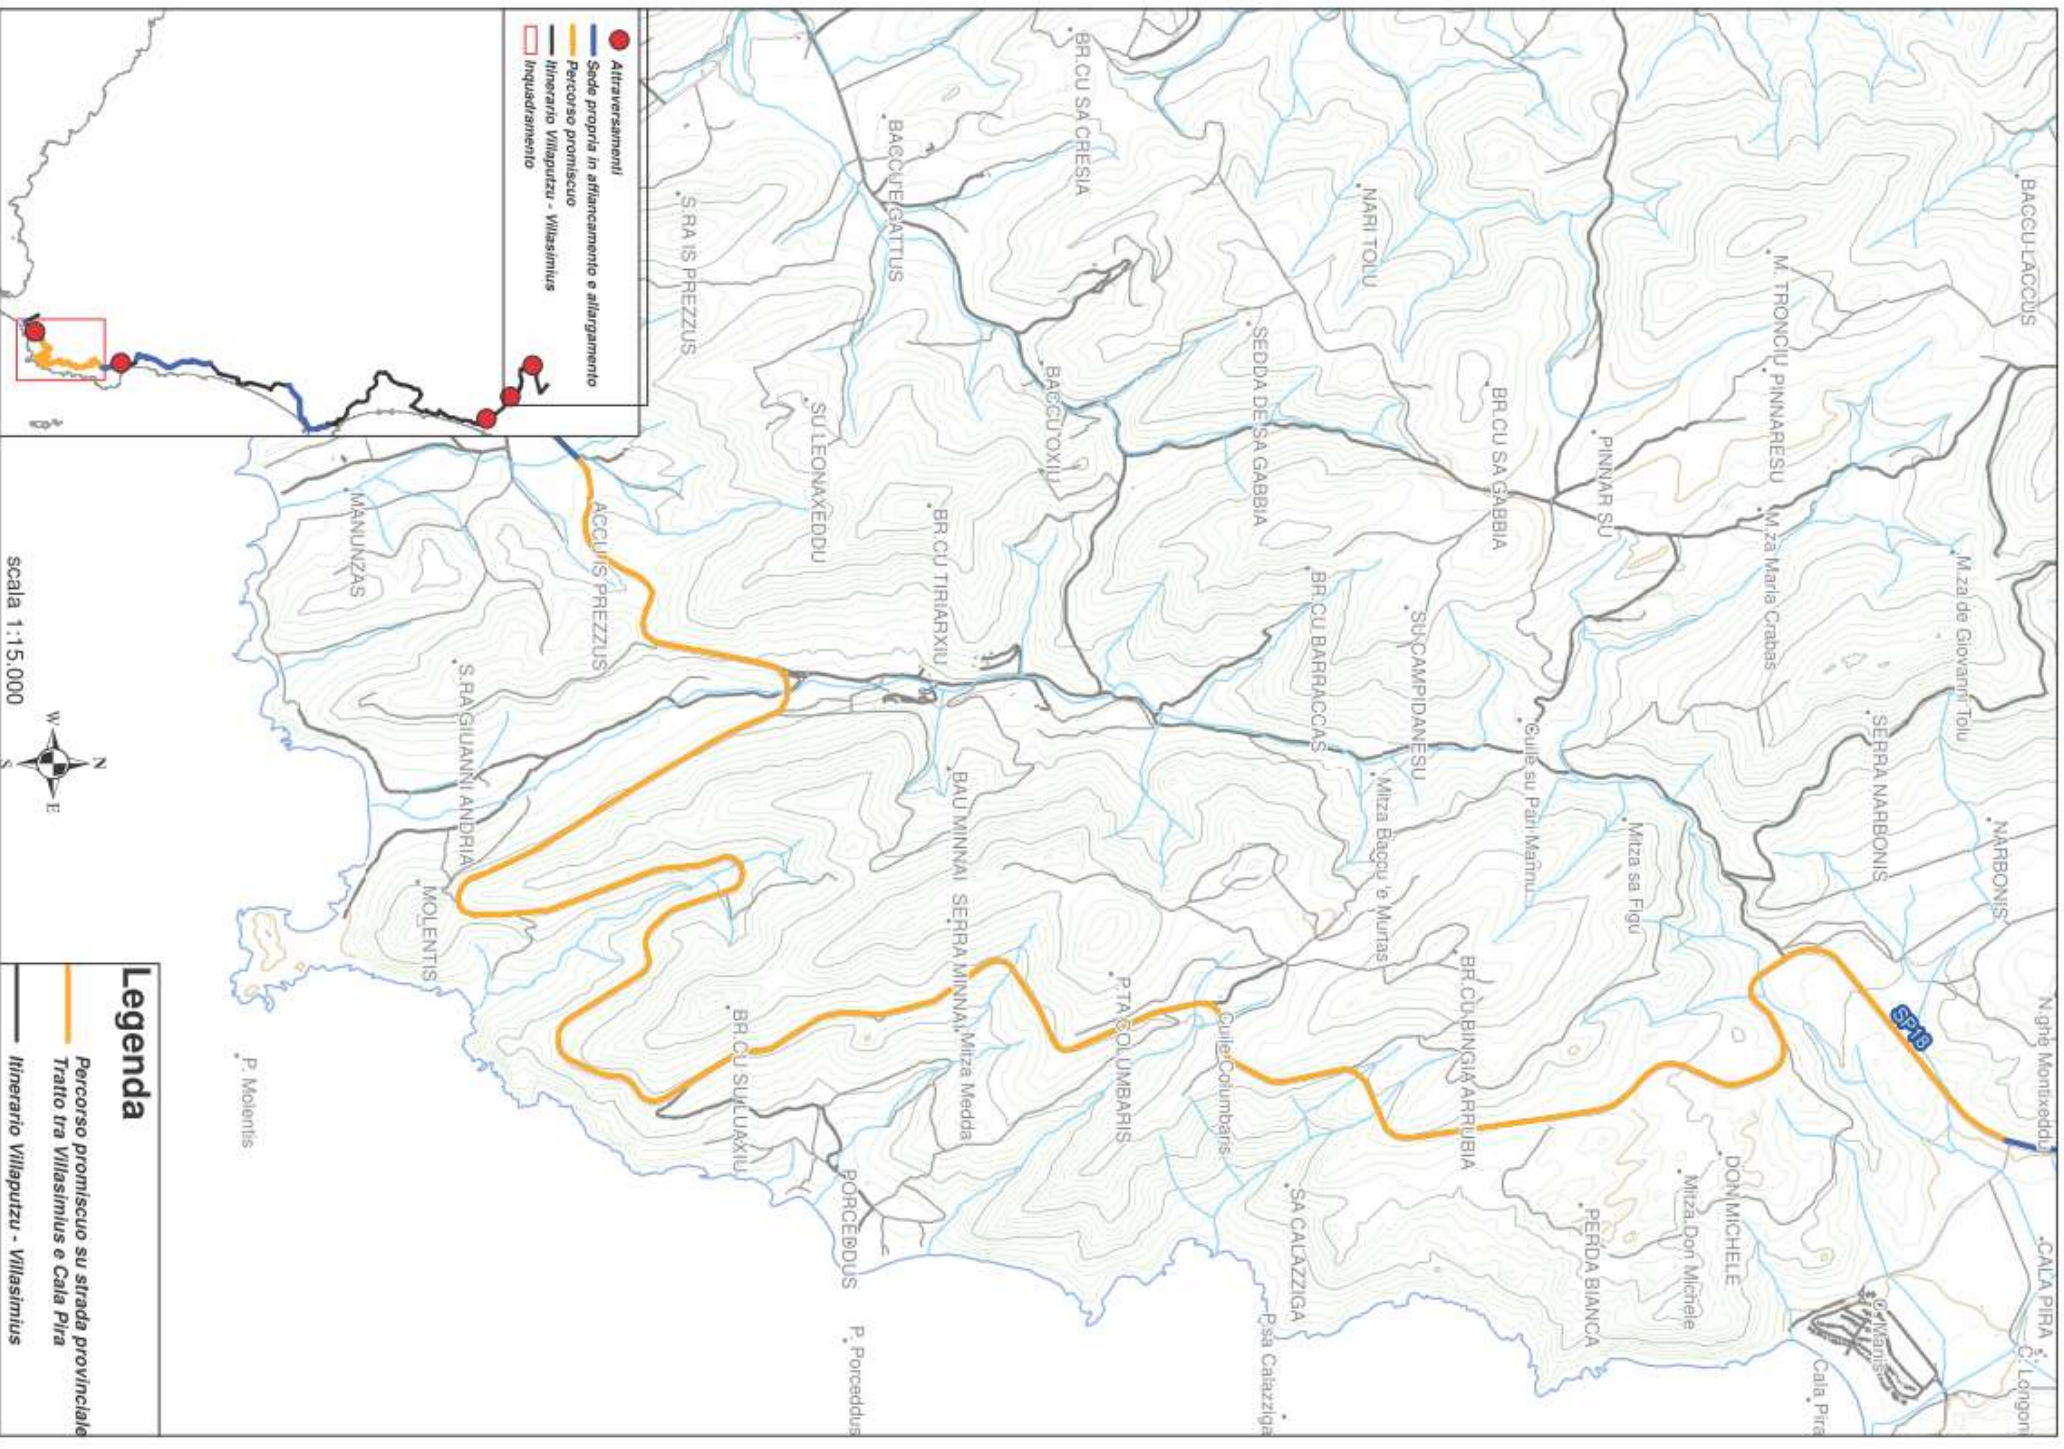 Attraversamenti
Sede propria in affiancamento e allargamento
Percorso promiscuo
Itinerario Villaputzu - Villasimius
Inquadramento
BACCU LACCUS
M. TRONCIU PINNARESU
NARI TOLU
BR.CU SA CRESIA
BACCU E GATTUS
S.RA IS PREZZUS
M.za de Giovanni Tolu
M.za Maria Crabas
PINNAR SU
BR.CU SA GABBIA
SEDDA DE SA GABBIA
BACCU OXIU
SU LEONAXEDDU
BR.CU TIRIARXIU
ACCU IS PREZZUS
MANUNZAS
BR.CU BARRACCAS
SU CAMPIDANESU
Cuile su Pari Mannu
SERRA NARBONIS
NARBONIS
Mitza sa Figu
Mitza Baccu 'e Murtas
S.RA GIUANNI ANDRIA
BAU MINNAI
SERRA MINNAI
Mitza Medda
MOLENTIS
BR.CU SULUAXIU
P.TA COLUMBARIS
Cuile Columbaris
BR.CU BINGIA ARRUBIA
SP18
N.ghe Montixeddu
P. Molentis
PORCEDDUS
P. Porceddus
SA CALAZZIGA
P.sa Calazziga
PERDA BIANCA
Mitza Don Michele
DON MICHELE
CALA PIRA
C. Longoni
C. Manis
Cala Pira
scala 1:15.000
N
W
E
S
Legenda
Percorso promiscuo su strada provinciale
Tratto tra Villasimius e Cala Pira
Itinerario Villaputzu - Villasimius